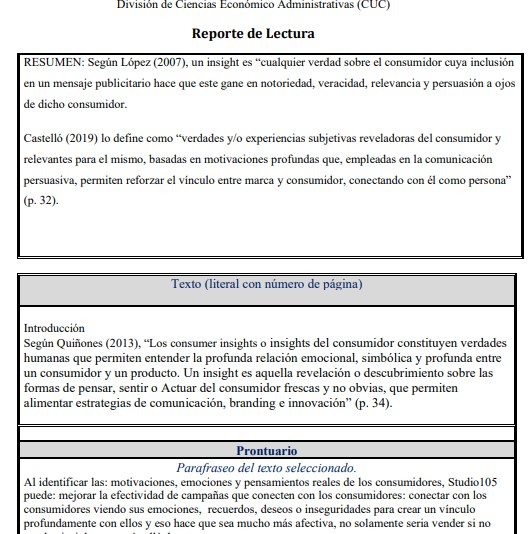 División de Ciencias Económico Administrativas (CUC)
Reporte de Lectura
RESUMEN: Según López (2007), un insight es “cualquier verdad sobre el consumidor cuya inclusión
en un mensaje publicitario hace que este gane en notoriedad, veracidad, relevancia y persuasión a ojos
de dicho consumidor.
Castelló (2019) lo define como “verdades y/o experiencias subjetivas reveladoras del consumidor y
relevantes para el mismo, basadas en motivaciones profundas que, empleadas en la comunicación
persuasiva, permiten reforzar el vínculo entre marca y consumidor, conectando con él como persona”
(p. 32).
Texto (literal con número de página)
Introducción
Según Quiñones (2013), “Los consumer insights o insights del consumidor constituyen verdades
humanas que permiten entender la profunda relación emocional, simbólica y profunda entre
un consumidor y un producto. Un insight es aquella revelación o descubrimiento sobre las
formas de pensar, sentir o Actuar del consumidor frescas y no obvias, que permiten
alimentar estrategias de comunicación, branding e innovación” (p. 34).
Prontuario
Parafraseo del texto seleccionado.
Al identificar las: motivaciones, emociones y pensamientos reales de los consumidores, Studio105
puede: mejorar la efectividad de campañas que conecten con los consumidores: conectar con los
consumidores viendo sus emociones, recuerdos, deseos o inseguridades para crear un vínculo
profundamente con ellos y eso hace que sea mucho más afectiva, no solamente seria vender si no